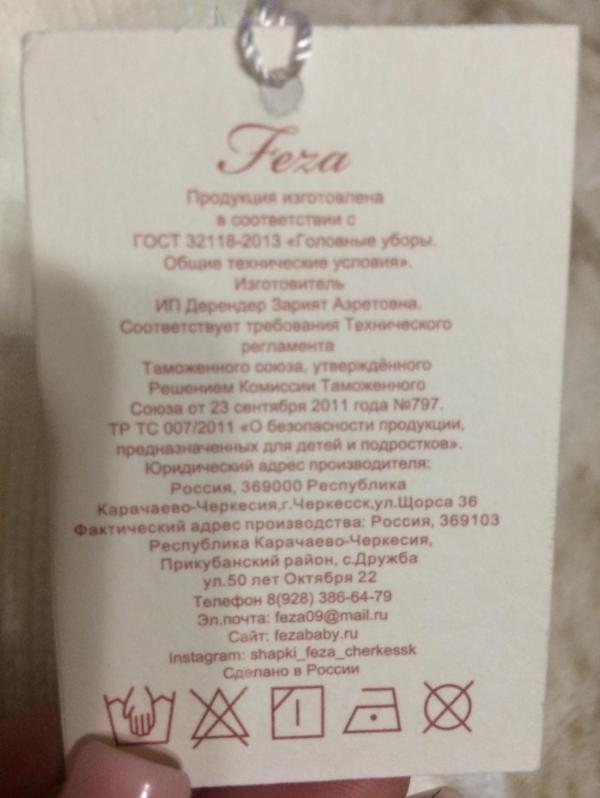 Feza
Продукция изготовлена
в соответствии с
ГОСТ 32118-2013 «Головные уборы.
Общие технические условия».
Изготовитель
ИП Дерендер Зарият Азретовна.
Соответствует требования Технического
регламента
Таможенного союза, утверждённого
Решением Комиссии Таможенного
Союза от 23 сентября 2011 года №797.
ТР ТС 007/2011 «О безопасности продукции,
предназначенных для детей и подростков».
Юридический адрес производителя:
Россия, 369000 Республика
Карачаево-Черкесия,г.Черкесск,ул.Щорса 36
Фактический адрес производства: Россия, 369103
Республика Карачаево-Черкесия,
Прикубанский район, с.Дружба
ул.50 лет Октября 22
Телефон 8(928) 386-64-79
Эл.почта: feza09@mail.ru
Сайт: fezababy.ru
Instagram: shapki_feza_cherkessk
Сделано в России